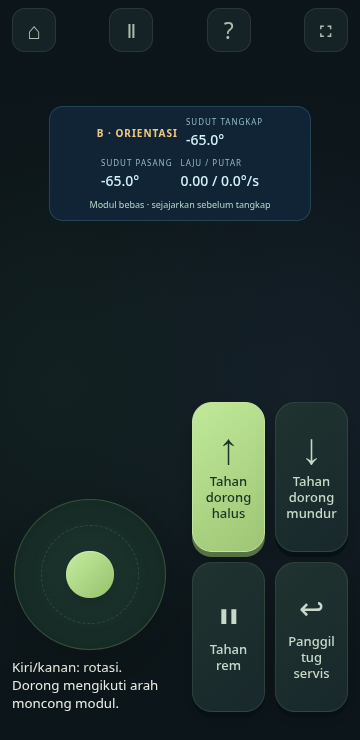 ?
B · ORIENTASI
SUDUT TANGKAP
-65.0°
SUDUT PASANG
-65.0°
LAJU / PUTAR
0.00 / 0.0°/s
Modul bebas · sejajarkan sebelum tangkap
↑
Tahan
dorong
halus
↓
Tahan
dorong
mundur
Tahan
rem
↩
Panggil
tug
servis
Kiri/kanan: rotasi.
Dorong mengikuti arah
moncong modul.